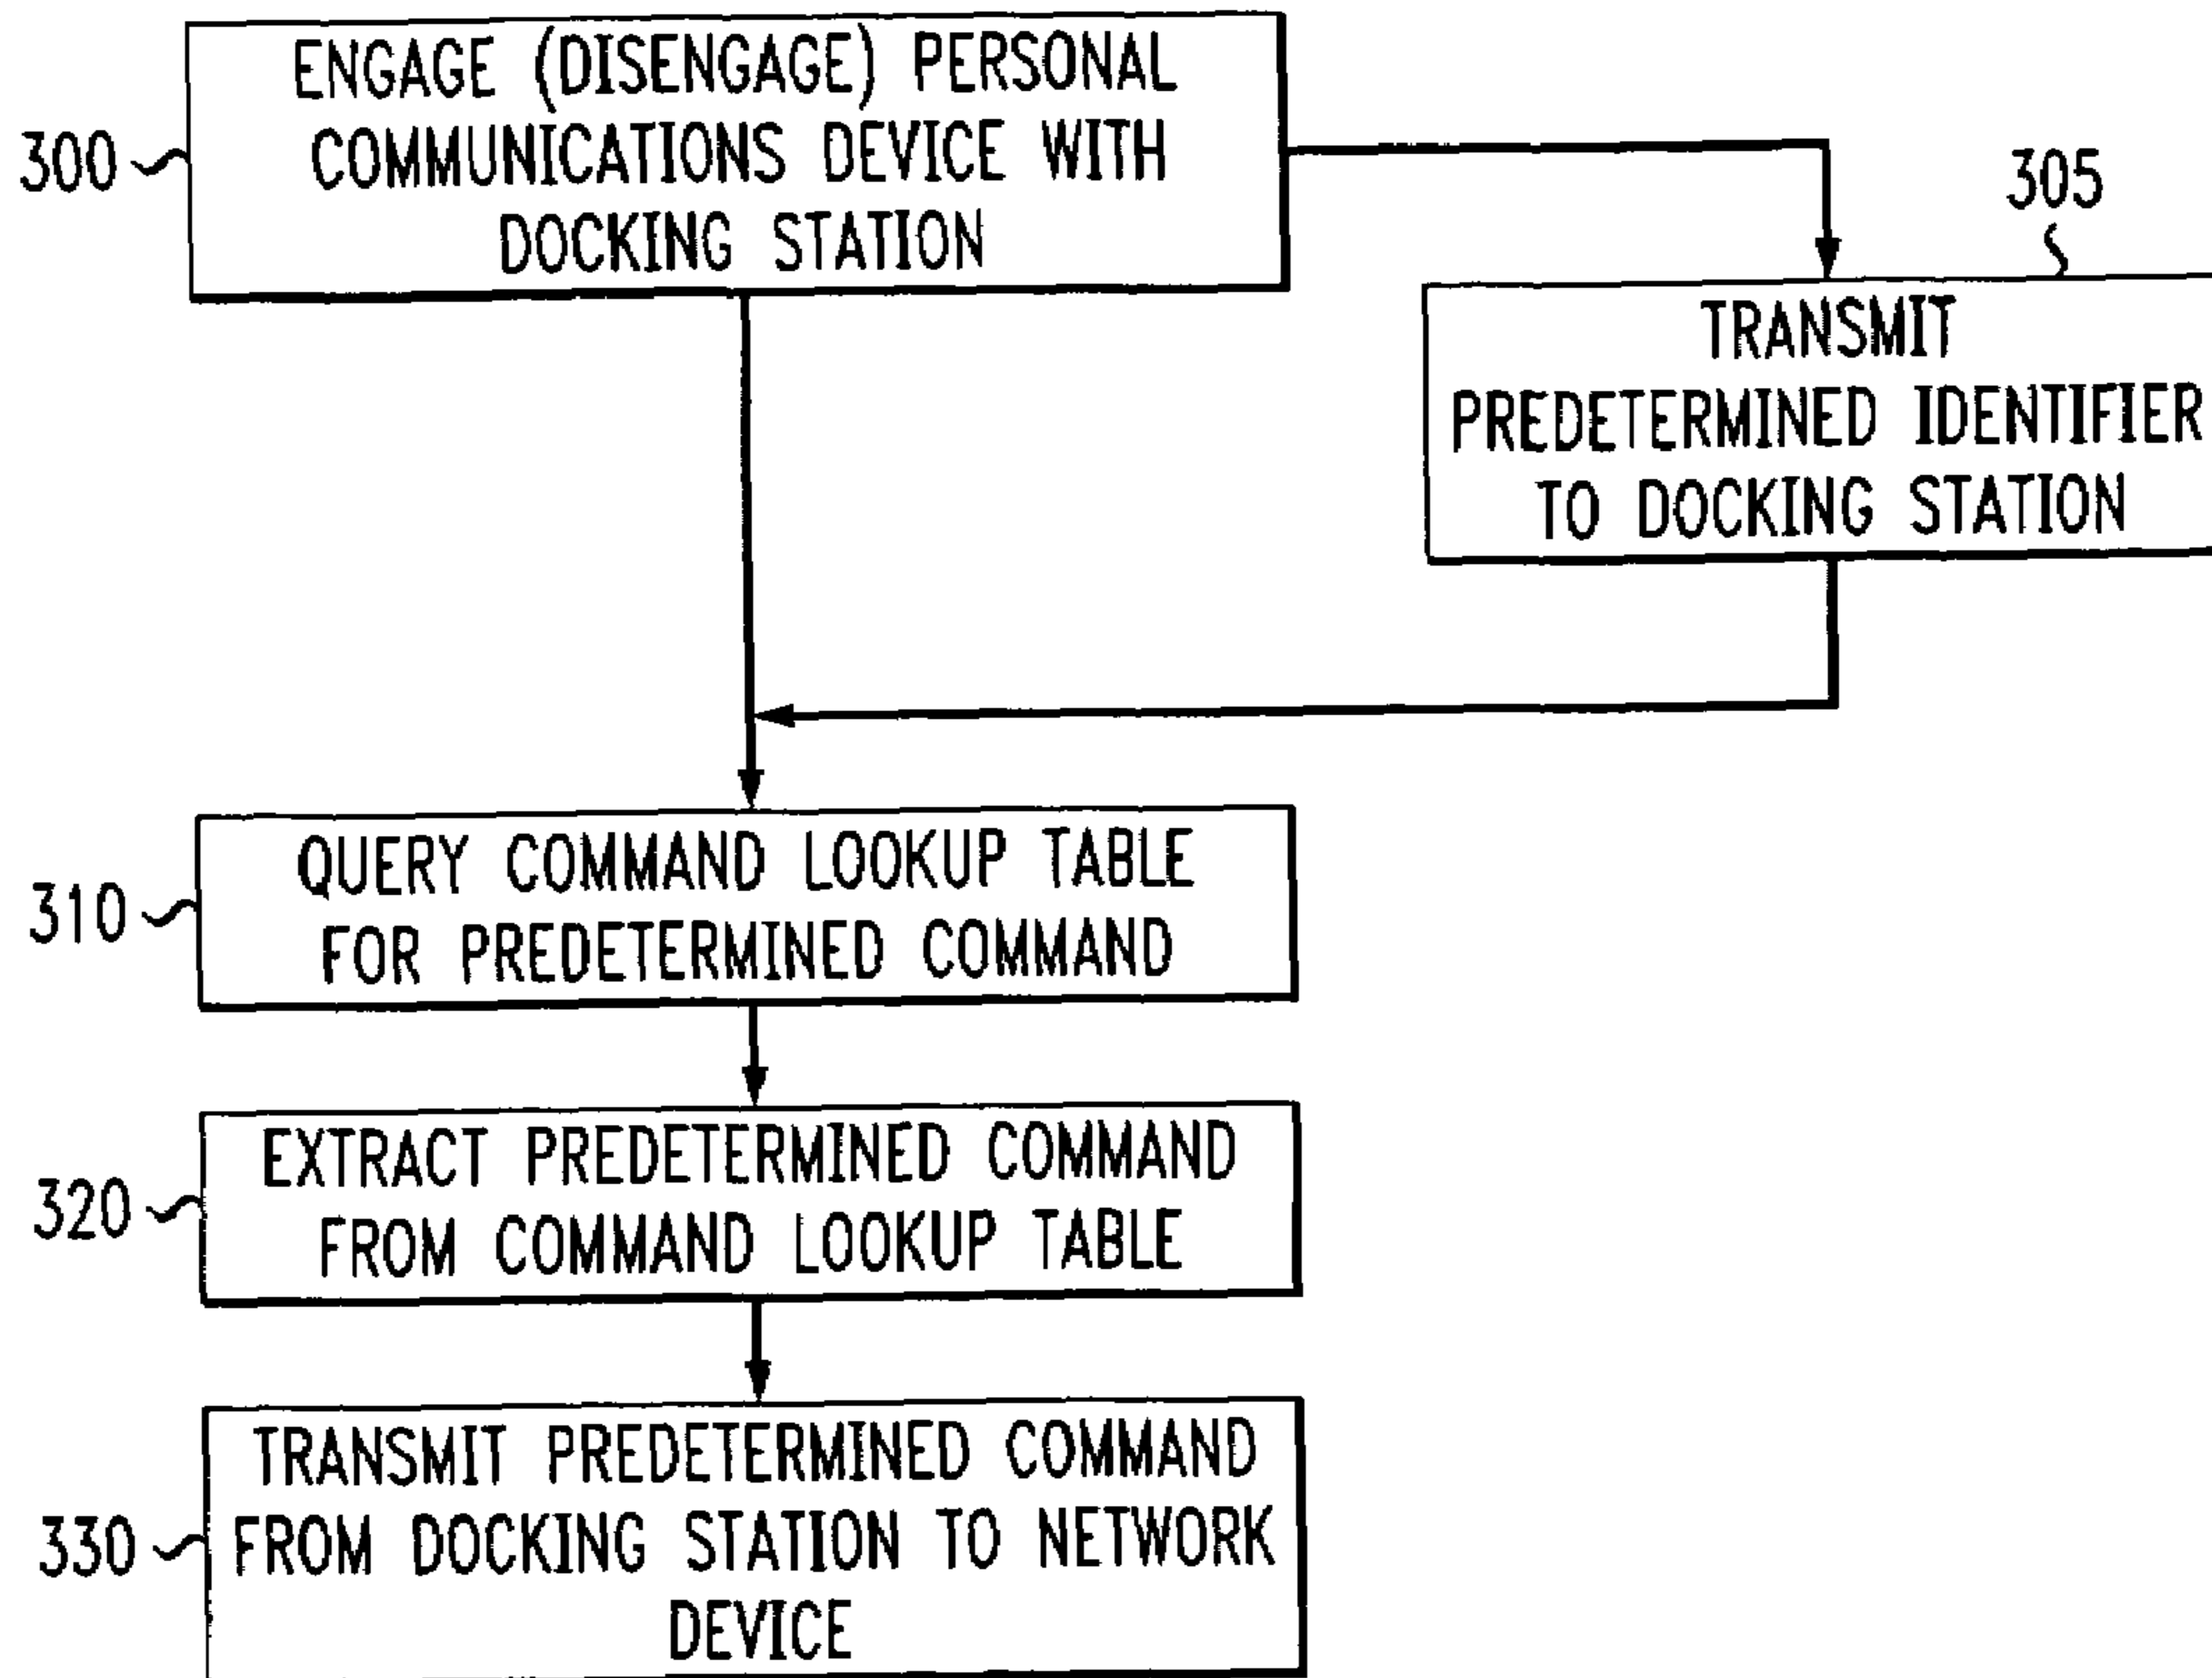 ENGAGE (DISENGAGE) PERSONAL
COMMUNICATIONS DEVICE WITH
DOCKING STATION
300
305
TRANSMIT
PREDETERMINED IDENTIFIER
TO DOCKING STATION
310
QUERY COMMAND LOOKUP TABLE
FOR PREDETERMINED COMMAND
320
EXTRACT PREDETERMINED COMMAND
FROM COMMAND LOOKUP TABLE
330
TRANSMIT PREDETERMINED COMMAND
FROM DOCKING STATION TO NETWORK
DEVICE